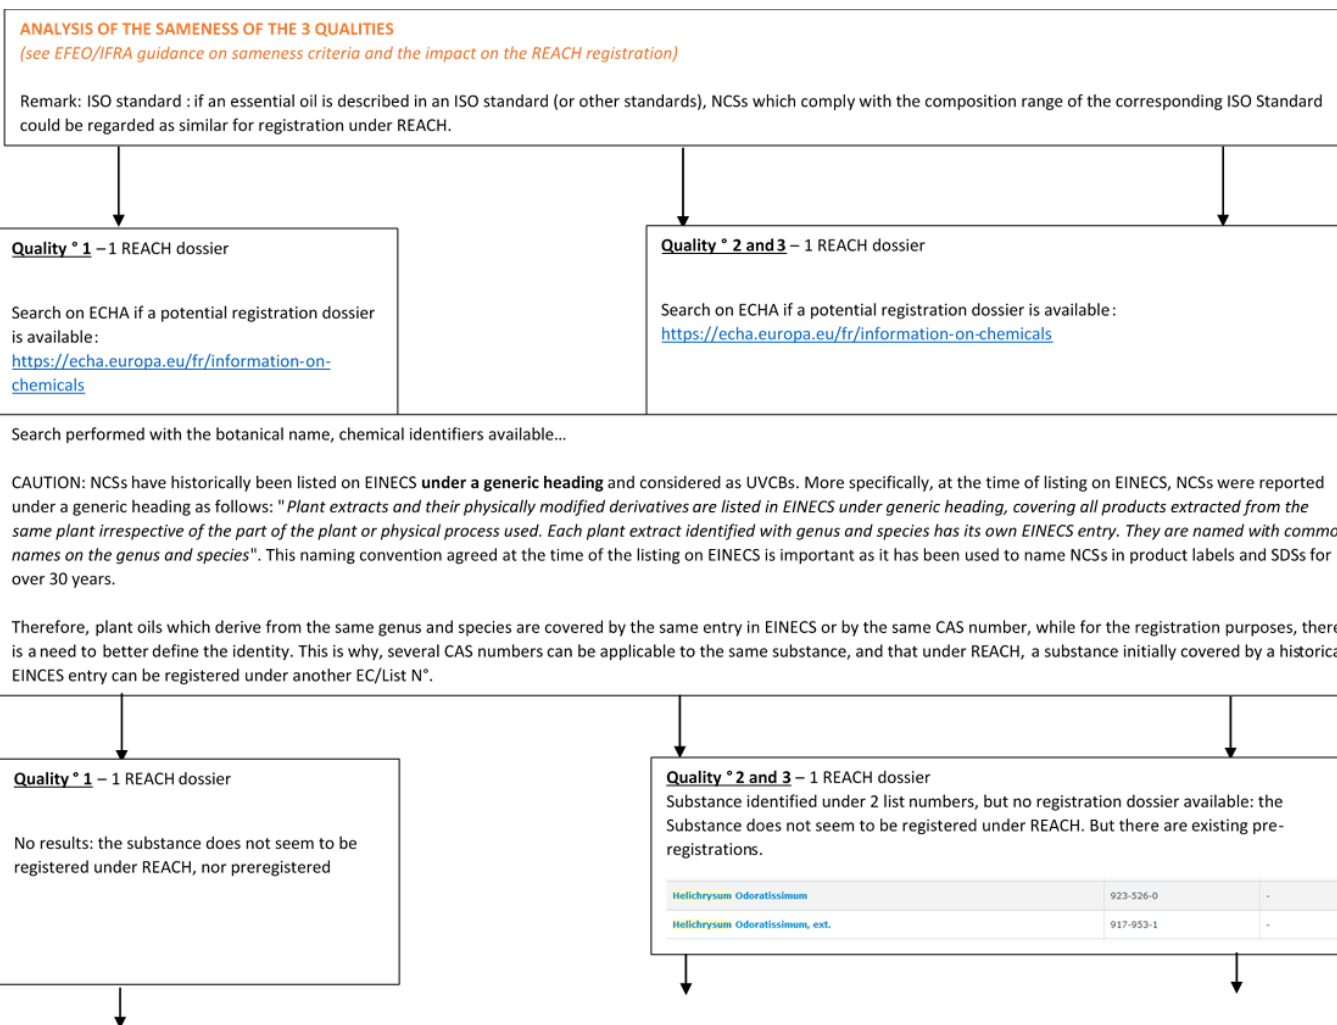 ANALYSIS OF THE SAMENESS OF THE 3 QUALITIES
(see EFEO/IFRA guidance on sameness criteria and the impact on the REACH registration)
Remark: ISO standard : if an essential oil is described in an ISO standard (or other standards), NCSs which comply with the composition range of the corresponding ISO Standard
could be regarded as similar for registration under REACH.
Quality ° 1 – 1 REACH dossier
Search on ECHA if a potential registration dossier
is available:
https://echa.europa.eu/fr/information-on-
chemicals
Quality ° 2 and 3 – 1 REACH dossier
Search on ECHA if a potential registration dossier is available:
https://echa.europa.eu/fr/information-on-chemicals
Search performed with the botanical name, chemical identifiers available...
CAUTION: NCSs have historically been listed on EINECS under a generic heading and considered as UVCBs. More specifically, at the time of listing on EINECS, NCSs were reported
under a generic heading as follows: "Plant extracts and their physically modified derivatives are listed in EINECS under generic heading, covering all products extracted from the
same plant irrespective of the part of the plant or physical process used. Each plant extract identified with genus and species has its own EINECS entry. They are named with commo
names on the genus and species". This naming convention agreed at the time of the listing on EINECS is important as it has been used to name NCSs in product labels and SDSs for
over 30 years.
Therefore, plant oils which derive from the same genus and species are covered by the same entry in EINECS or by the same CAS number, while for the registration purposes, there
is a need to better define the identity. This is why, several CAS numbers can be applicable to the same substance, and that under REACH, a substance initially covered by a historica
EINCES entry can be registered under another EC/List N°.
Quality ° 1 – 1 REACH dossier
No results: the substance does not seem to be
registered under REACH, nor preregistered
Quality ° 2 and 3 – 1 REACH dossier
Substance identified under 2 list numbers, but no registration dossier available: the
Substance does not seem to be registered under REACH. But there are existing pre-
registrations.
Helichrysum Odoratissimum 923-526-0 -
Helichrysum Odoratissimum, ext. 917-953-1 -